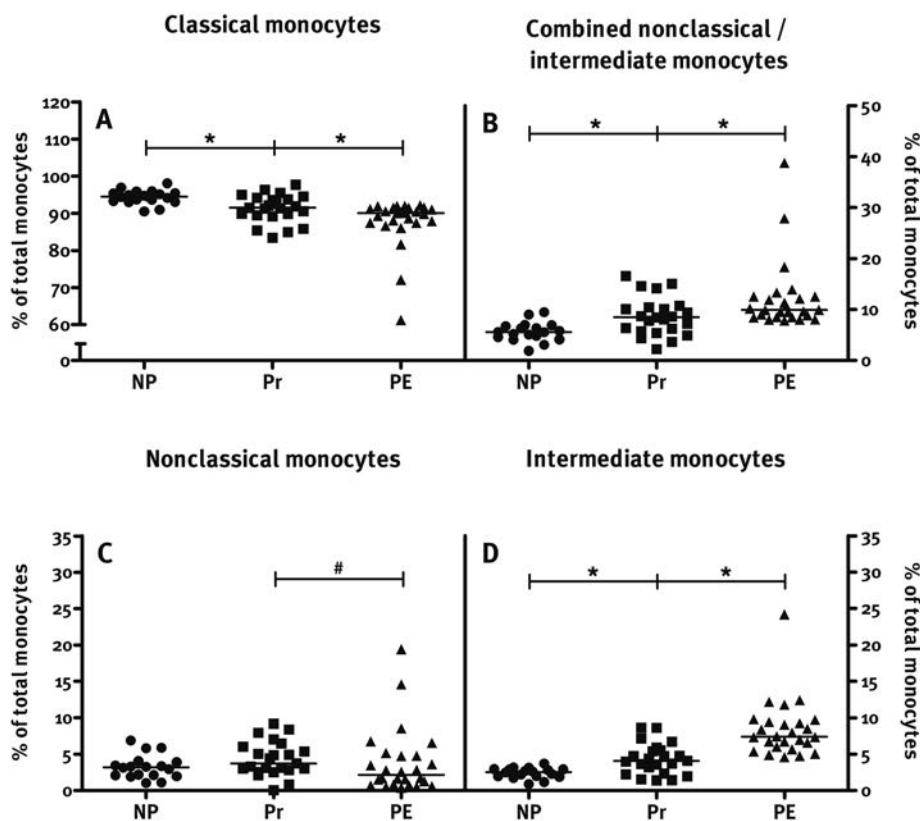 Classical monocytes
Combined nonclassical /
intermediate monocytes
% of total monocytes
120
110
100
90
80
70
60
0
A
*
*
NP
Pr
PE
B
*
*
50
40
30
20
10
0
% of total monocytes
NP
Pr
PE
Nonclassical monocytes
Intermediate monocytes
% of total monocytes
35
30
25
20
15
10
5
0
C
#
NP
Pr
PE
D
*
*
35
30
25
20
15
10
5
0
% of total monocytes
NP
Pr
PE